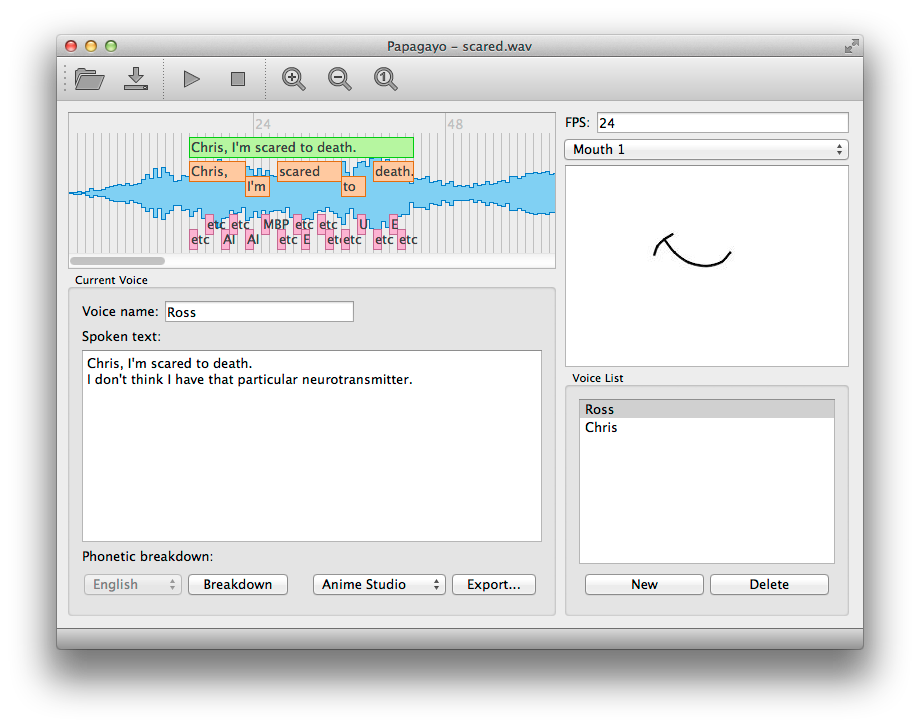 Papagayo – scared.wav
24
48
Chris, I'm scared to death.
Chris,
scared
death.
I'm
to
etc etc MBP etc etc U E
etc AI AI etc E etc etc etc etc
FPS: 24
Mouth 1
Current Voice
Voice name: Ross
Spoken text:
Chris, I'm scared to death.
I don't think I have that particular neurotransmitter.
Phonetic breakdown:
English
Breakdown
Anime Studio
Export...
Voice List
Ross
Chris
New
Delete